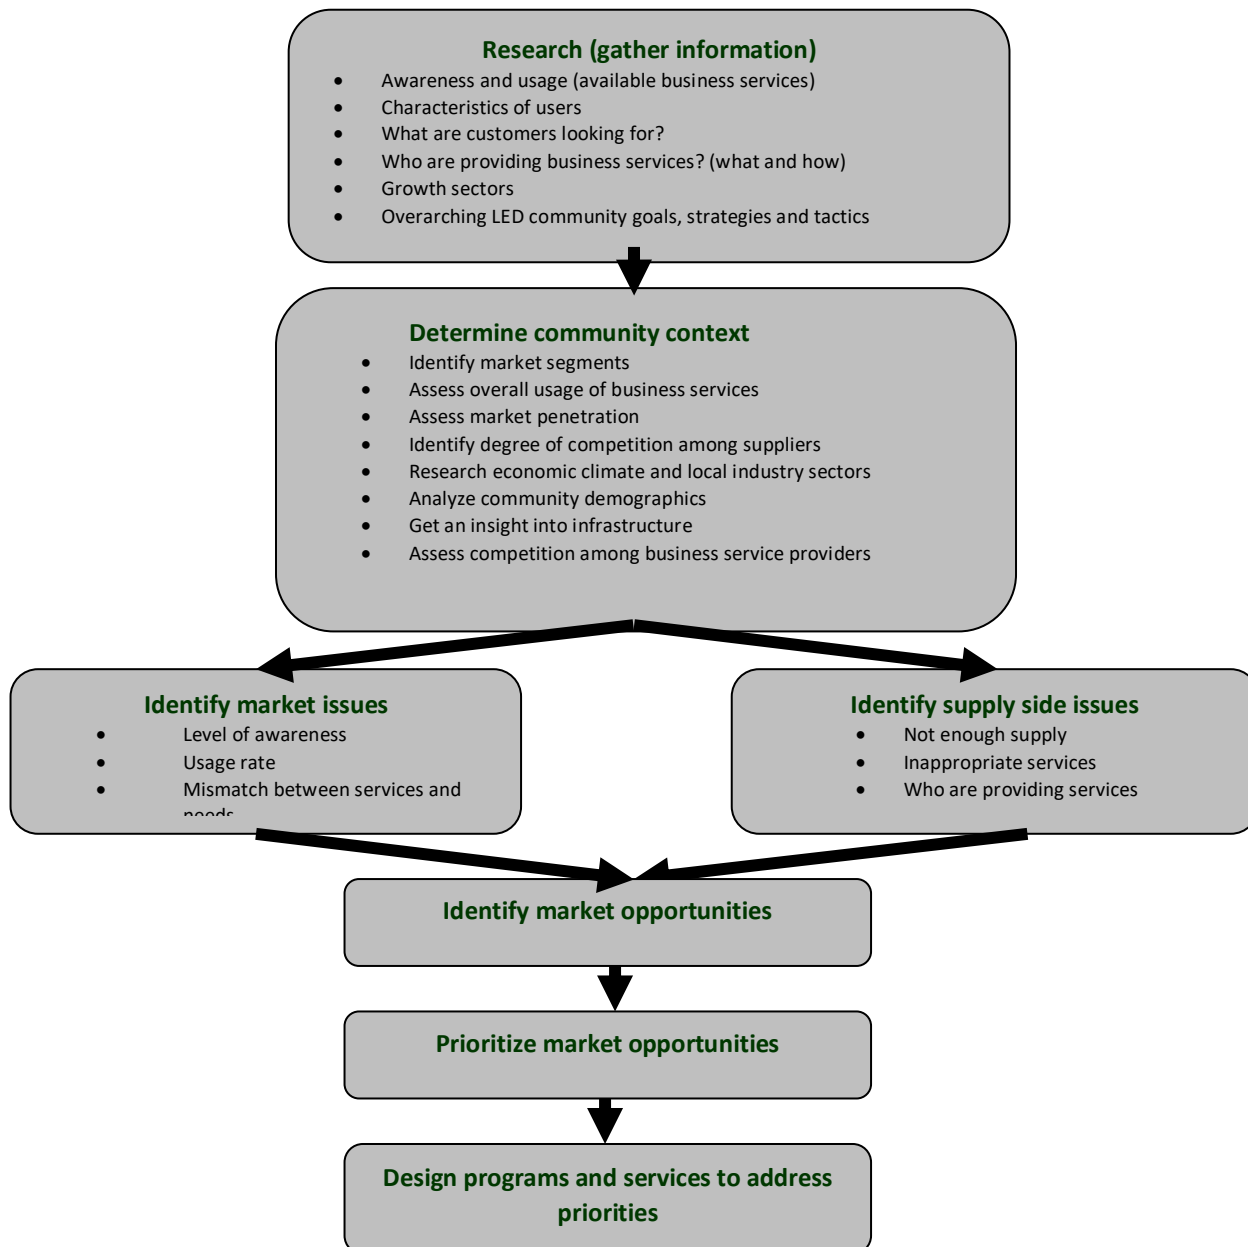 Research (gather information)
• Awareness and usage (available business services)
• Characteristics of users
• What are customers looking for?
• Who are providing business services? (what and how)
• Growth sectors
• Overarching LED community goals, strategies and tactics
Determine community context
• Identify market segments
• Assess overall usage of business services
• Assess market penetration
• Identify degree of competition among suppliers
• Research economic climate and local industry sectors
• Analyze community demographics
• Get an insight into infrastructure
• Assess competition among business service providers
Identify market issues
• Level of awareness
• Usage rate
• Mismatch between services and
needs
Identify supply side issues
• Not enough supply
• Inappropriate services
• Who are providing services
Identify market opportunities
Prioritize market opportunities
Design programs and services to address
priorities